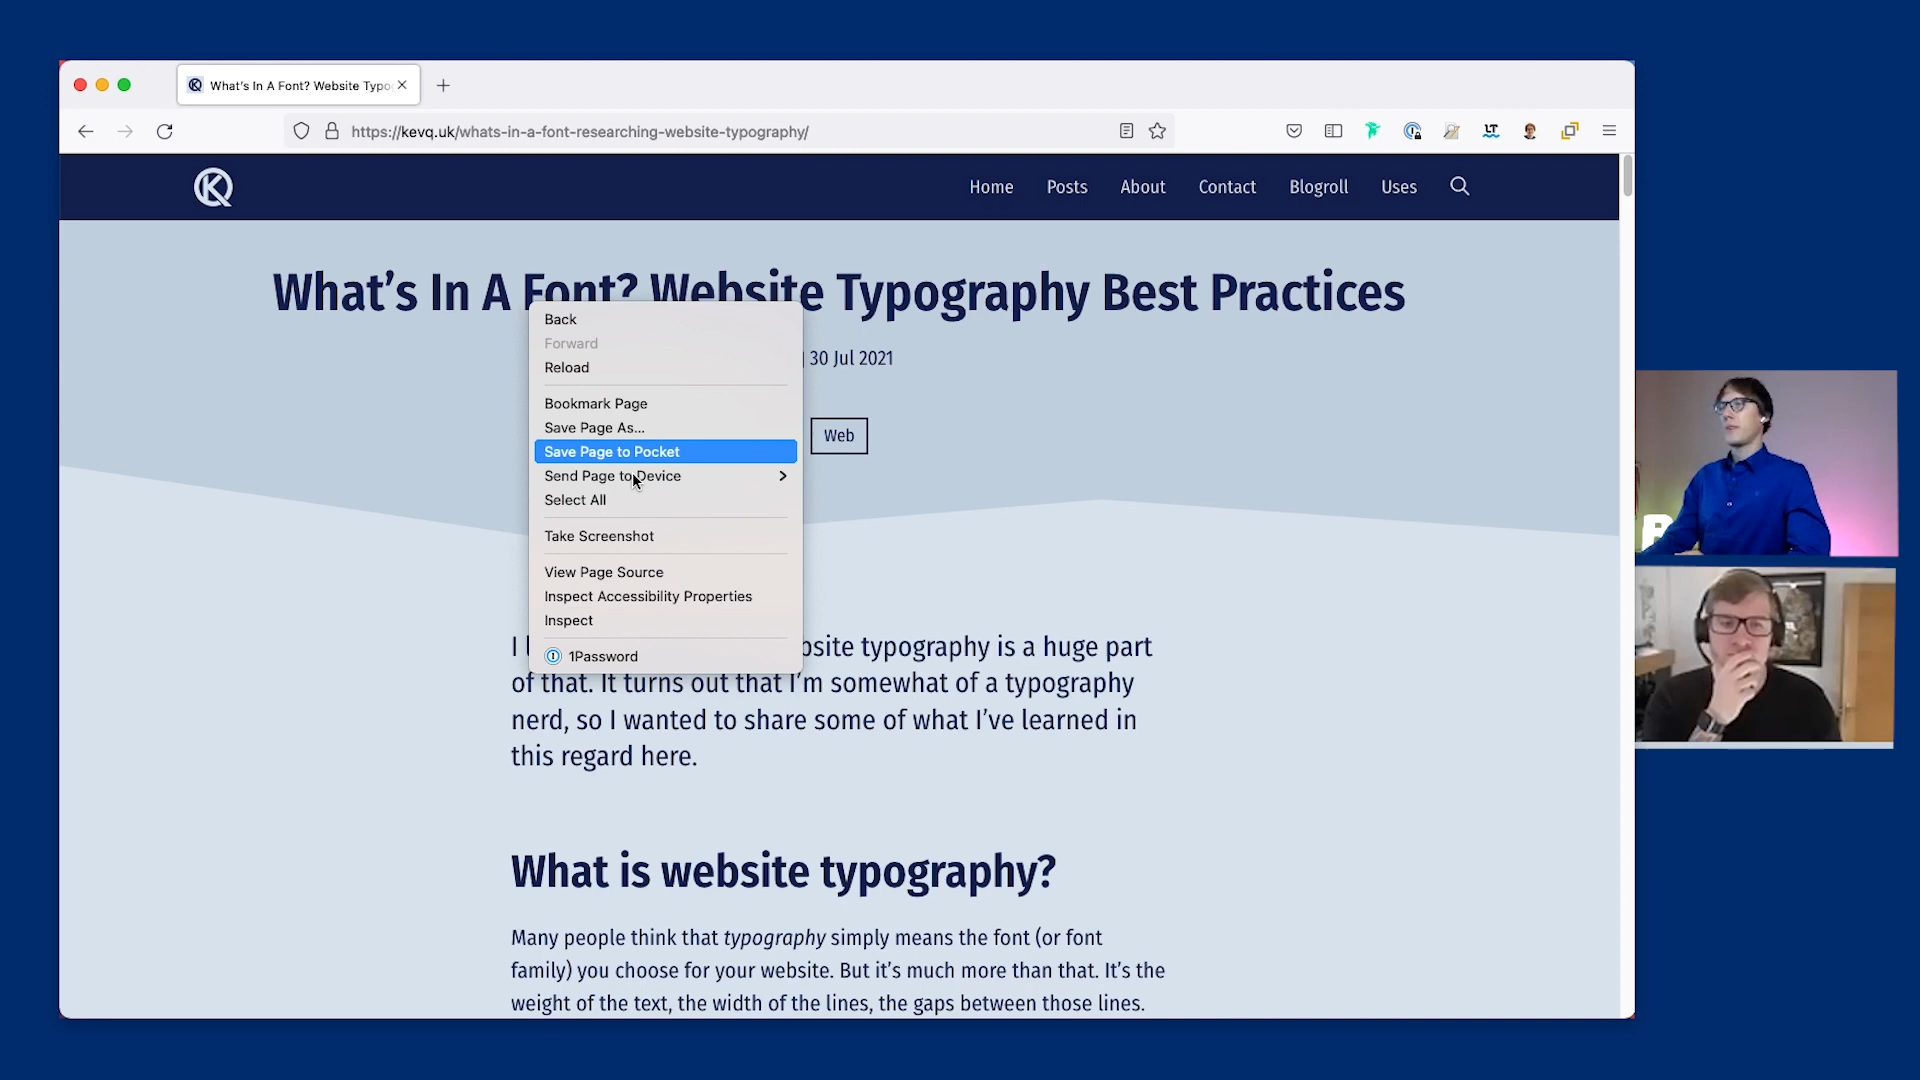 What's In A Font? Website Typo
https://kevq.uk/whats-in-a-font-researching-website-typography/
LT
K
Home Posts About Contact Blogroll Uses
What’s In A Font? Website Typography Best Practices
| 30 Jul 2021
Web
Back
Forward
Reload
Bookmark Page
Save Page As...
Save Page to Pocket
Send Page to Device
Select All
Take Screenshot
View Page Source
Inspect Accessibility Properties
Inspect
1Password
I bsite typography is a huge part
of that. It turns out that I’m somewhat of a typography
nerd, so I wanted to share some of what I’ve learned in
this regard here.
What is website typography?
Many people think that typography simply means the font (or font
family) you choose for your website. But it’s much more than that. It’s the
weight of the text, the width of the lines, the gaps between those lines.